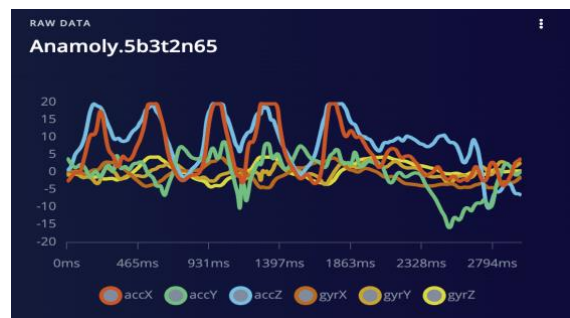 RAW DATA
Anamoly.5b3t2n65
20
15
10
5
0
-5
-10
-15
-20
0ms 465ms 931ms 1397ms 1863ms 2328ms 2794ms
accX accY accZ gyrX gyrY gyrZ